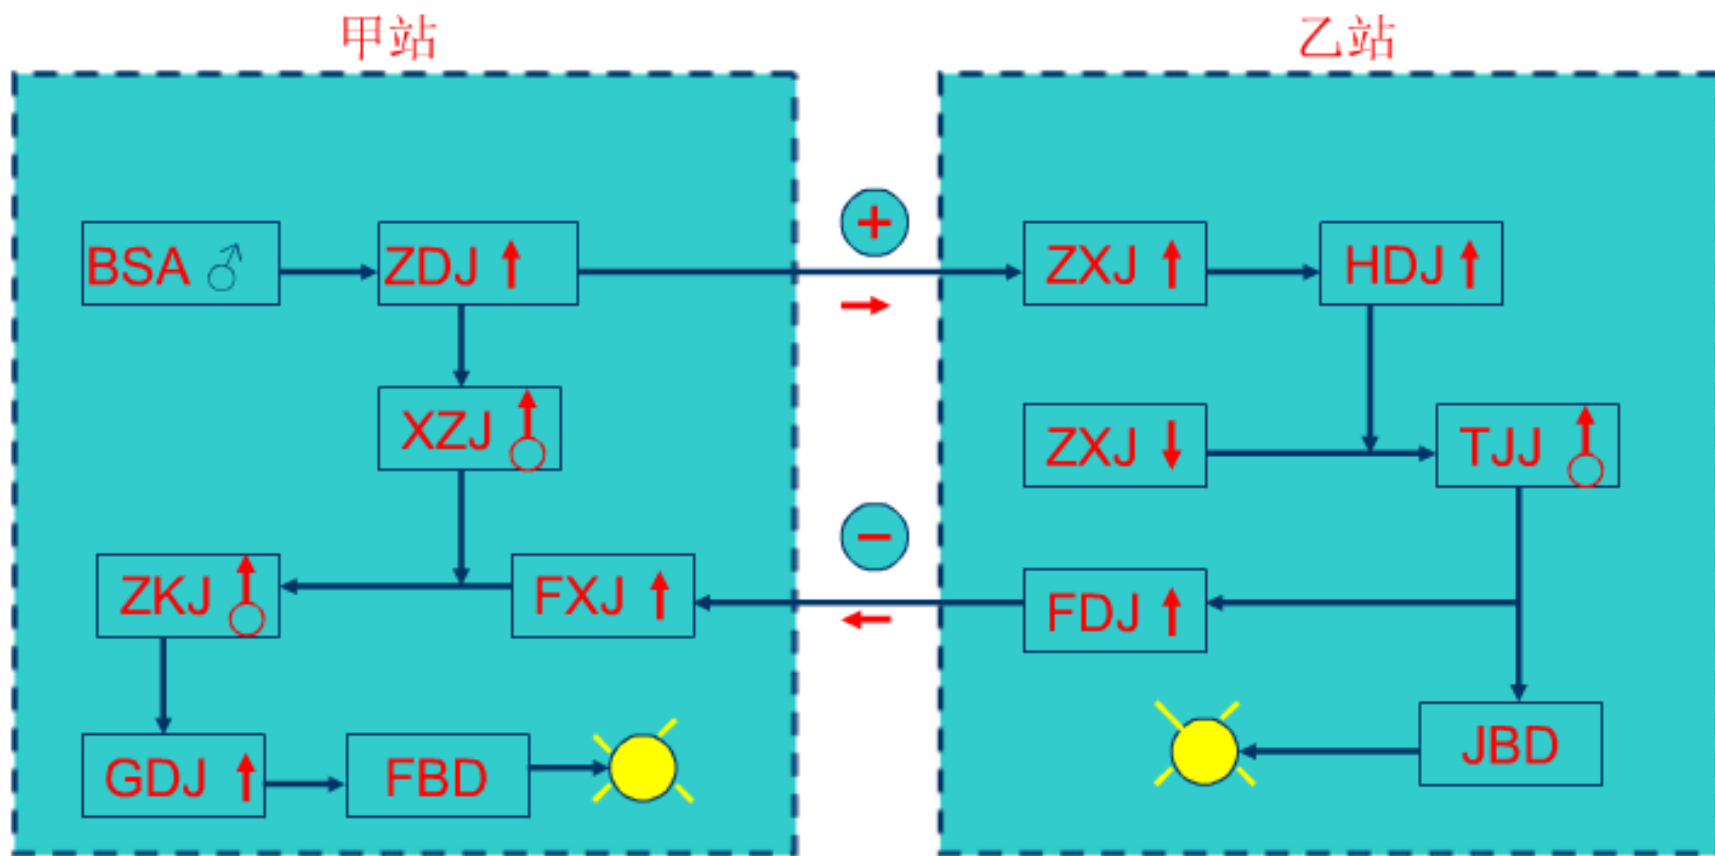 甲站
乙站
BSA
ZDJ ↑
+
ZXJ ↑
HDJ ↑
XZJ ↑
ZXJ ↓
TJJ ↑
−
ZKJ ↑
FXJ ↑
FDJ ↑
GDJ ↑
FBD
JBD